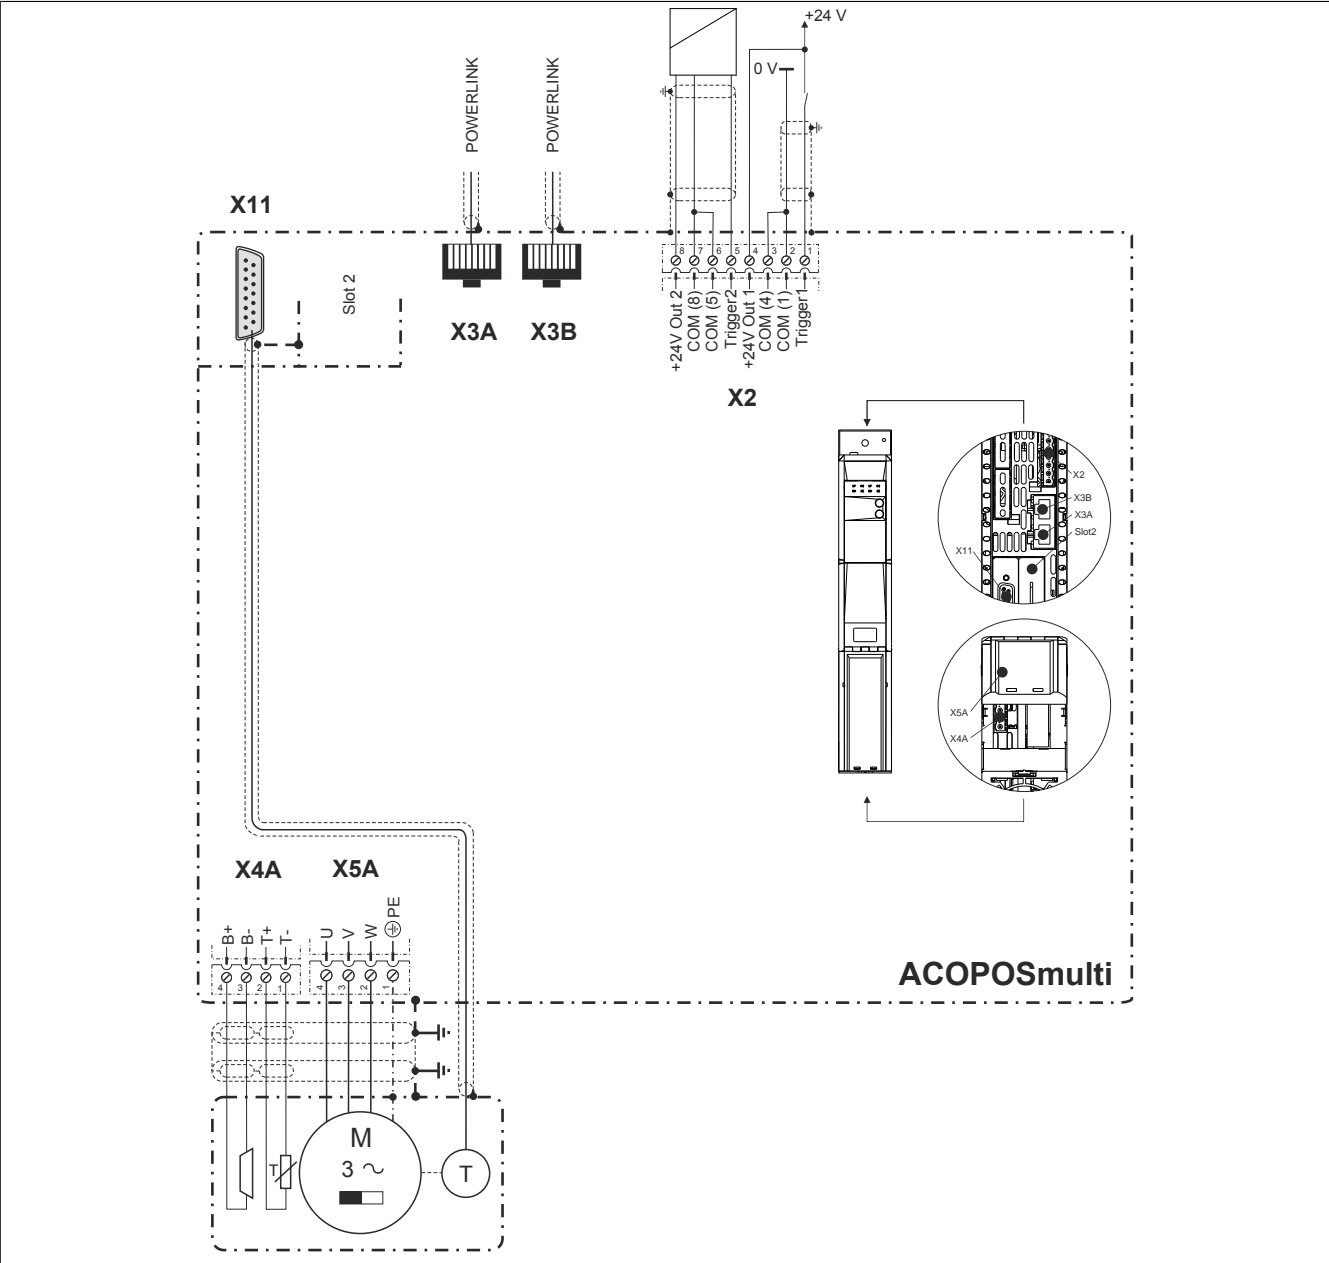 +24 V
0 V
POWERLINK
POWERLINK
X11
8 7 6 5 4 3 2 1
Slot 2
+24V Out 2
COM (8)
COM (5)
Trigger2
+24V Out 1
COM (4)
COM (1)
Trigger1
X3A
X3B
X2
X2
X3B
X3A
Slot2
X11
X5A
X4A
X4A
X5A
B+
B-
T+
T-
U
V
W
PE
4 3 2 1
4 3 2 1
ACOPOSmulti
M
3 ~
T
T